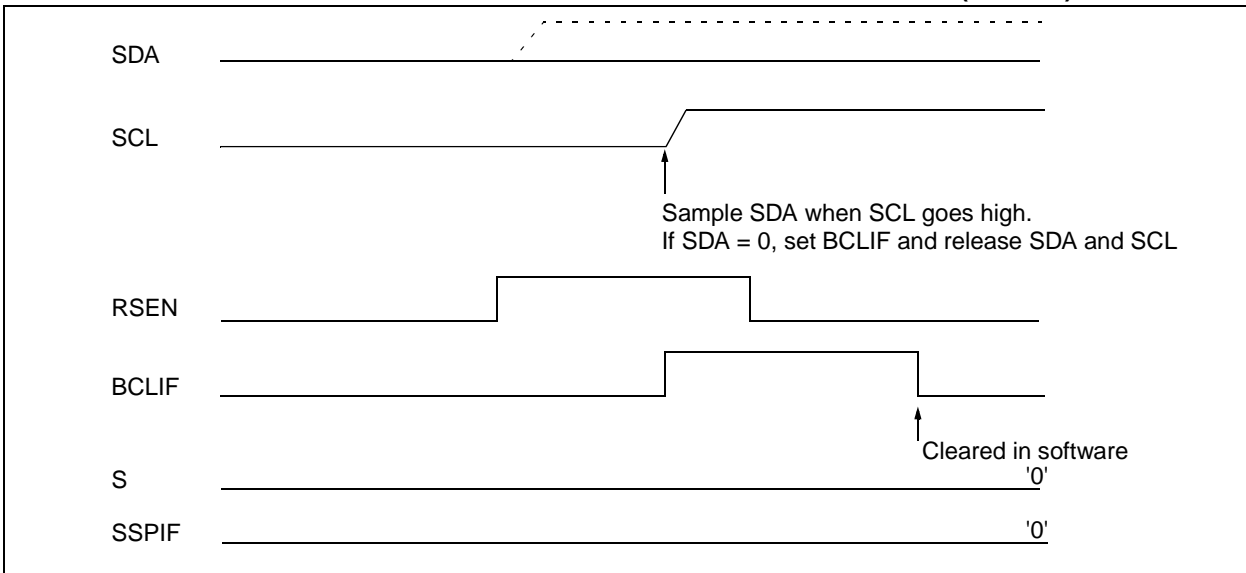 SDA
SCL
Sample SDA when SCL goes high.
If SDA = 0, set BCLIF and release SDA and SCL
RSEN
BCLIF
Cleared in software
S
'0'
SSPIF
'0'